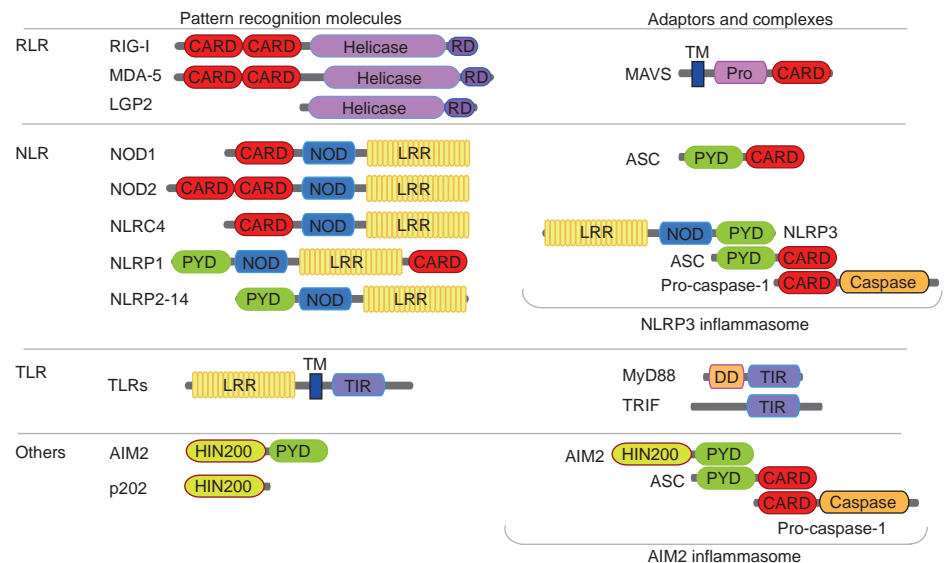 Pattern recognition molecules Adaptors and complexes
RLR RIG-I CARD CARD Helicase RD
MDA-5 CARD CARD Helicase RD
LGP2 Helicase RD
TM
MAVS Pro CARD
NLR NOD1 CARD NOD LRR
NOD2 CARD CARD NOD LRR
NLRC4 CARD NOD LRR
NLRP1 PYD NOD LRR CARD
NLRP2-14 PYD NOD LRR
ASC PYD CARD
LRR NOD PYD NLRP3
ASC PYD CARD
Pro-caspase-1 CARD Caspase
NLRP3 inflammasome
TLR TLRs LRR TM TIR
MyD88 DD TIR
TRIF TIR
Others AIM2 HIN200 PYD
p202 HIN200
AIM2 HIN200 PYD
ASC PYD CARD
CARD Caspase
Pro-caspase-1
AIM2 inflammasome